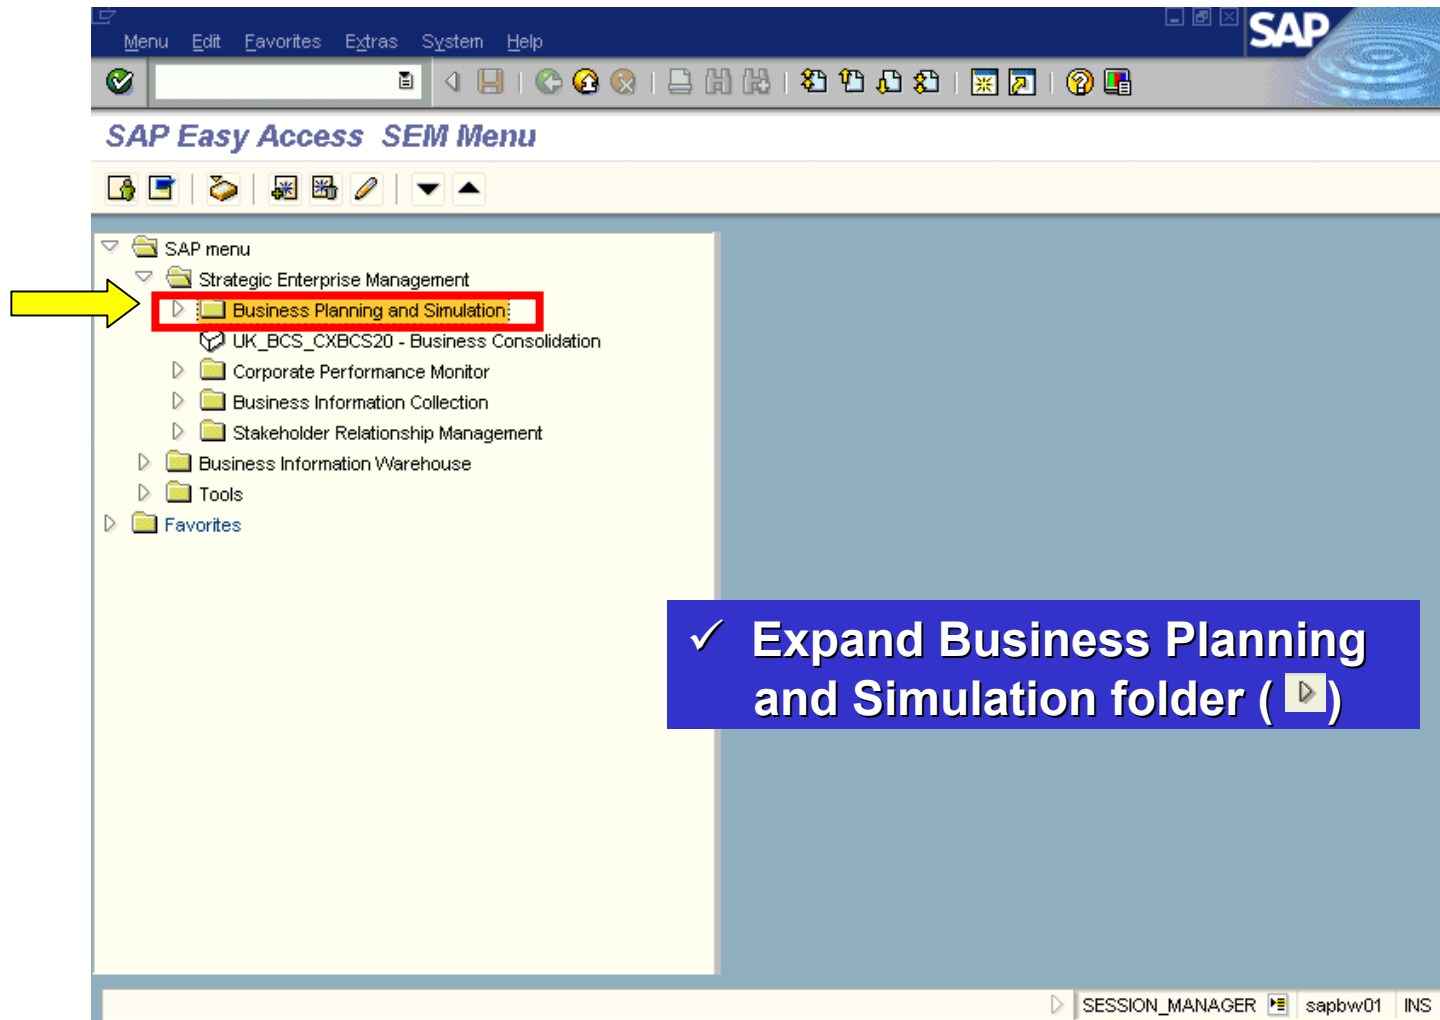 Menu Edit Favorites Extras System Help
SAP
SAP Easy Access SEM Menu
SAP menu
Strategic Enterprise Management
Business Planning and Simulation
UK_BCS_CXBCS20 - Business Consolidation
Corporate Performance Monitor
Business Information Collection
Stakeholder Relationship Management
Business Information Warehouse
Tools
Favorites
✓ Expand Business Planning
and Simulation folder ( ▷ )
SESSION_MANAGER sapbw01 INS